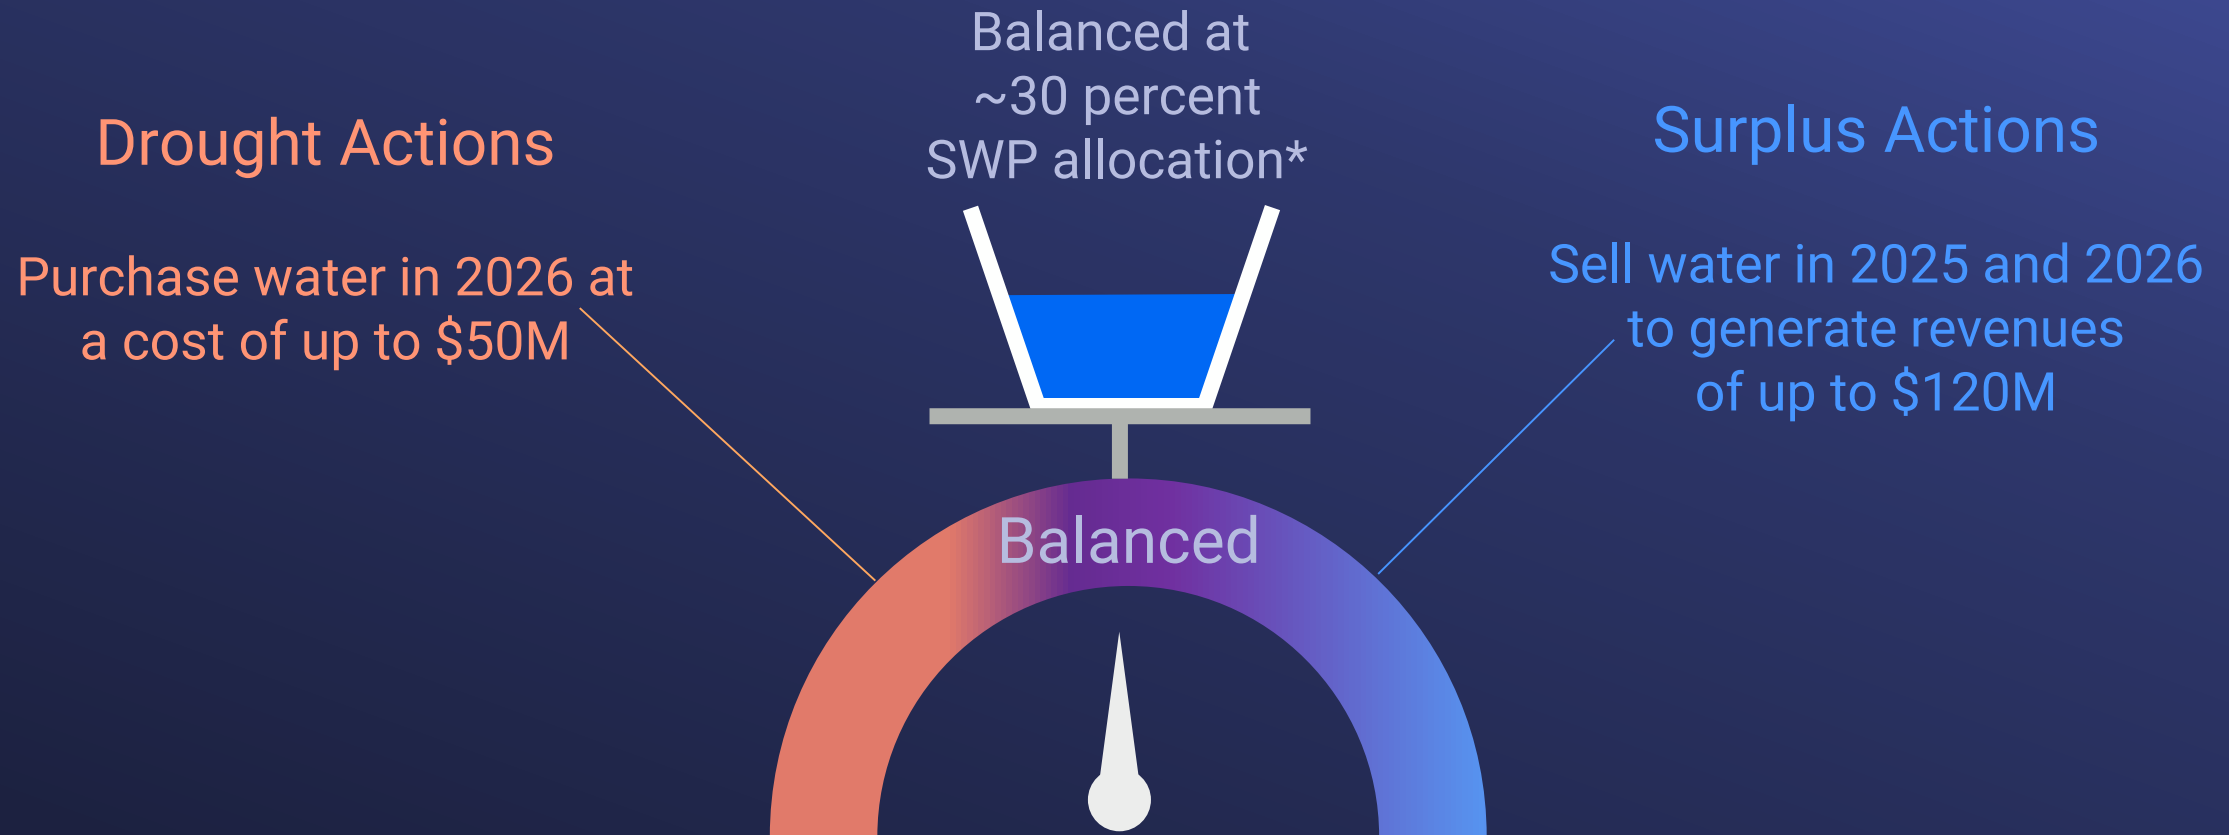 Balanced at
~30 percent
SWP allocation*
Drought Actions
Purchase water in 2026 at
a cost of up to $50M
Surplus Actions
Sell water in 2025 and 2026
to generate revenues
of up to $120M
Balanced